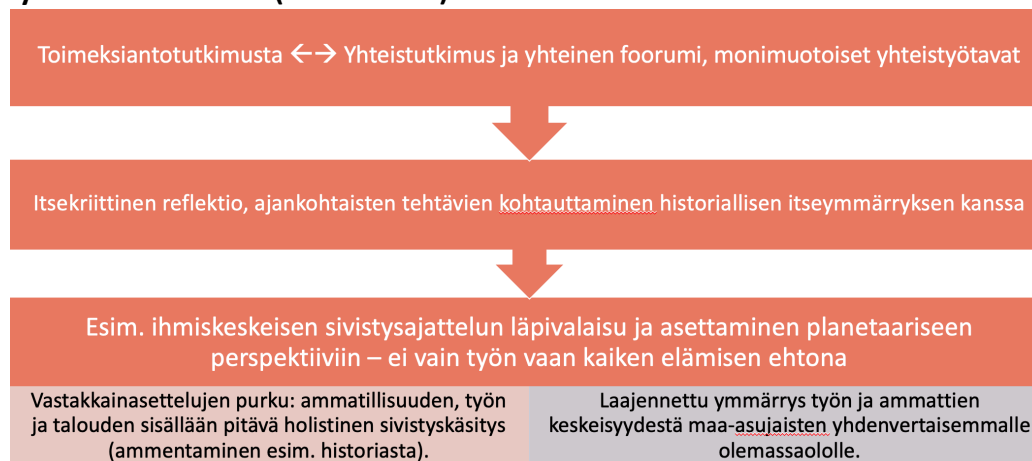 Toimeksiantotutkimusta ←→ Yhteistutkimus ja yhteinen foorumi, monimuotoiset yhteistyötavat
Itsekriittinen reflektio, ajankohtaisten tehtävien kohtauttaminen historiallisen itseymmärryksen kanssa
Esim. ihmiskeskeisen sivistysajattelun läpivalaisu ja asettaminen planetaariseen
perspektiiviin – ei vain työn vaan kaiken elämisen ehtona
Vastakkainasettelujen purku: ammatillisuuden, työn
ja talouden sisällään pitävä holistinen sivistyskäsitys
(ammentaminen esim. historiasta).
Laajennettu ymmärrys työn ja ammattien
keskeisyydestä maa-asujaisten yhdenvertaisemmalle
olemassaololle.